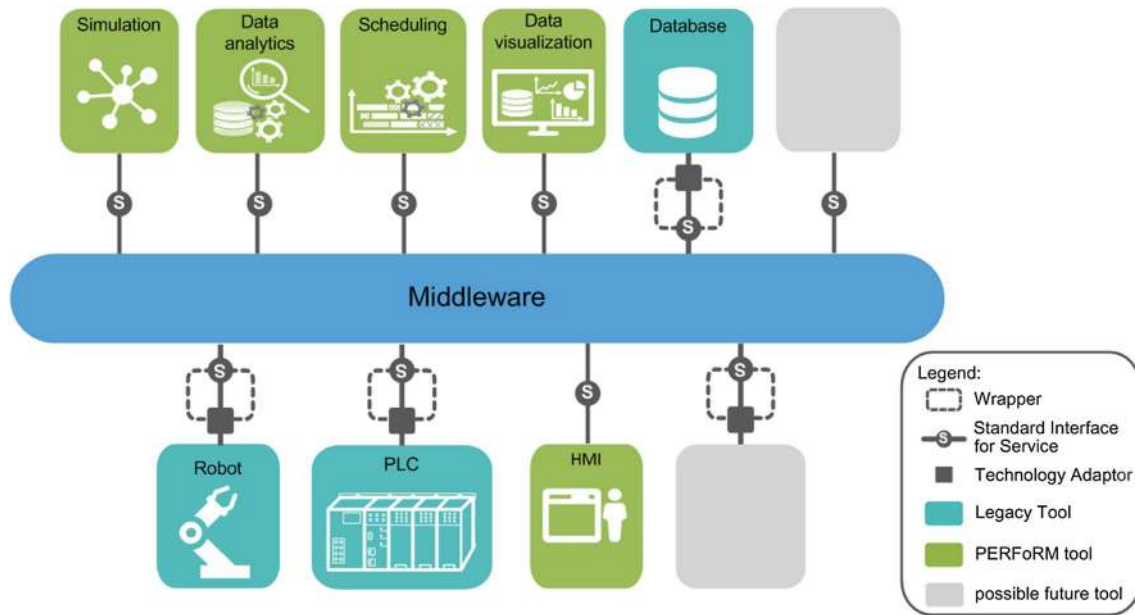 Simulation
Data
analytics
Scheduling
Data
visualization
Database
S
S
S
S
S
S
Middleware
S
S
S
S
Robot
PLC
HMI
Legend:
Wrapper
S
Standard Interface
for Service
Technology Adaptor
Legacy Tool
PERFoRM tool
possible future tool